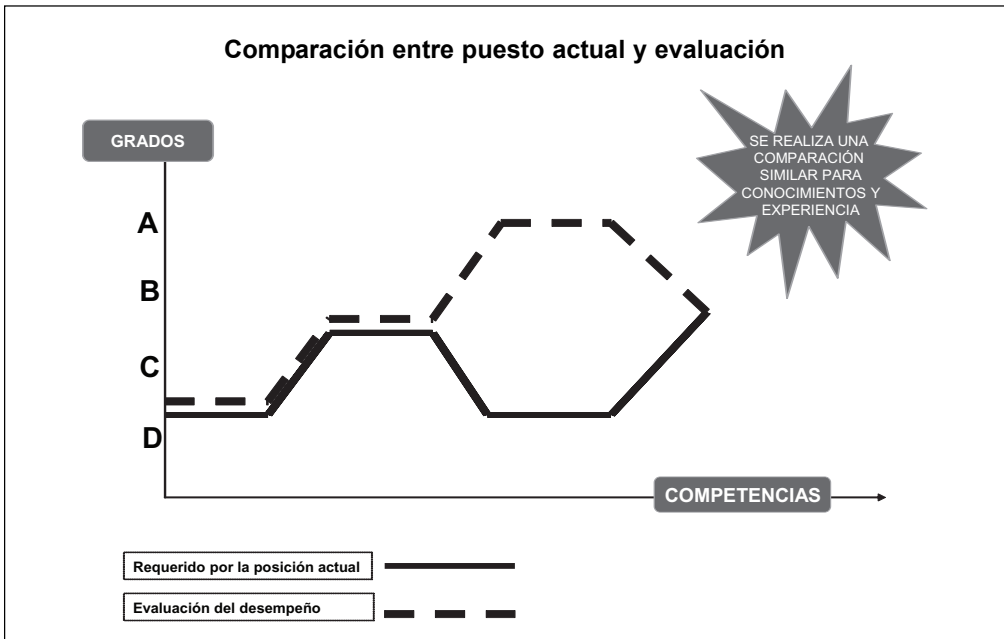 Comparación entre puesto actual y evaluación
GRADOS
SE REALIZA UNA
COMPARACIÓN
SIMILAR PARA
CONOCIMIENTOS Y
EXPERIENCIA
A
B
C
D
COMPETENCIAS
Requerido por la posición actual
Evaluación del desempeño